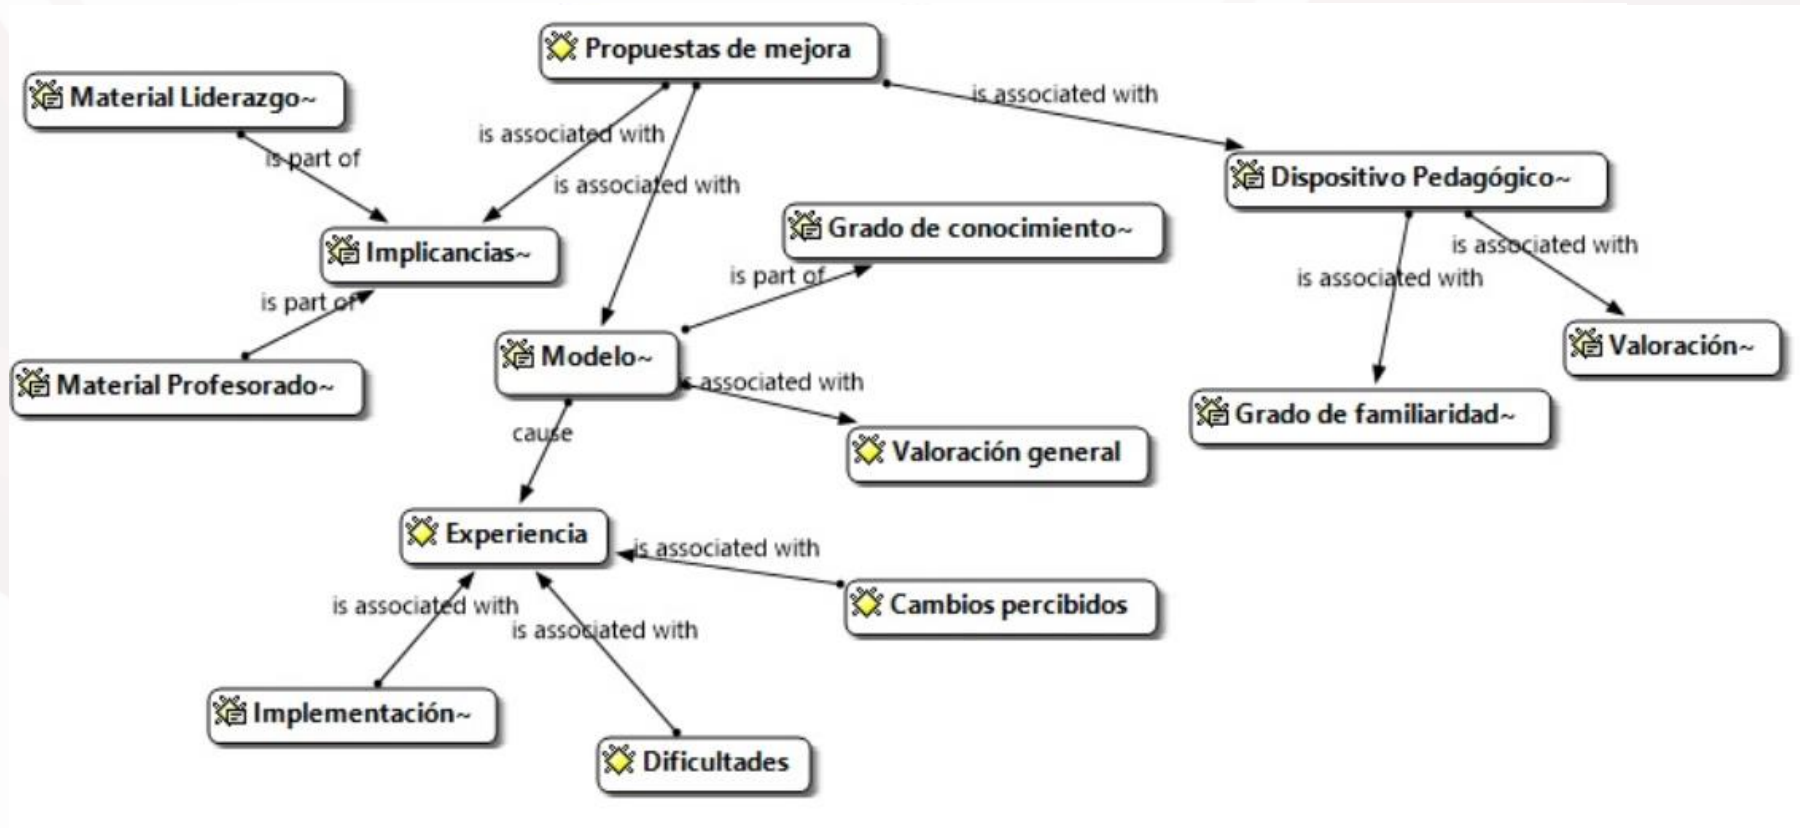 Propuestas de mejora
Material Liderazgo~
is associated with
is associated with
is part of
is associated with
Dispositivo Pedagógico~
Grado de conocimiento~
Implicancias~
is associated with
is part of
is associated with
is part of
Valoración~
Modelo~
Material Profesorado~
is associated with
Grado de familiaridad~
cause
Valoración general
Experiencia
is associated with
Cambios percibidos
is associated with
is associated with
Implementación~
Dificultades